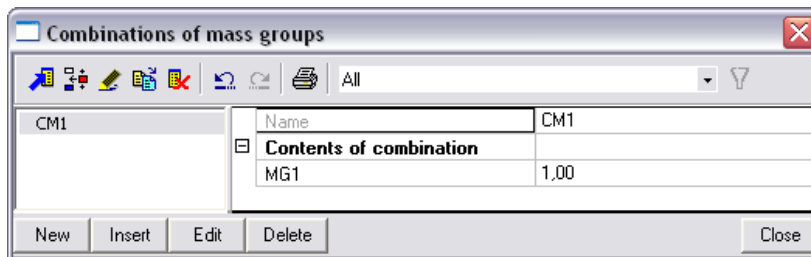 Combinations of mass groups
All
CM1
Name CM1
Contents of combination
MG1 1,00
New Insert Edit Delete Close